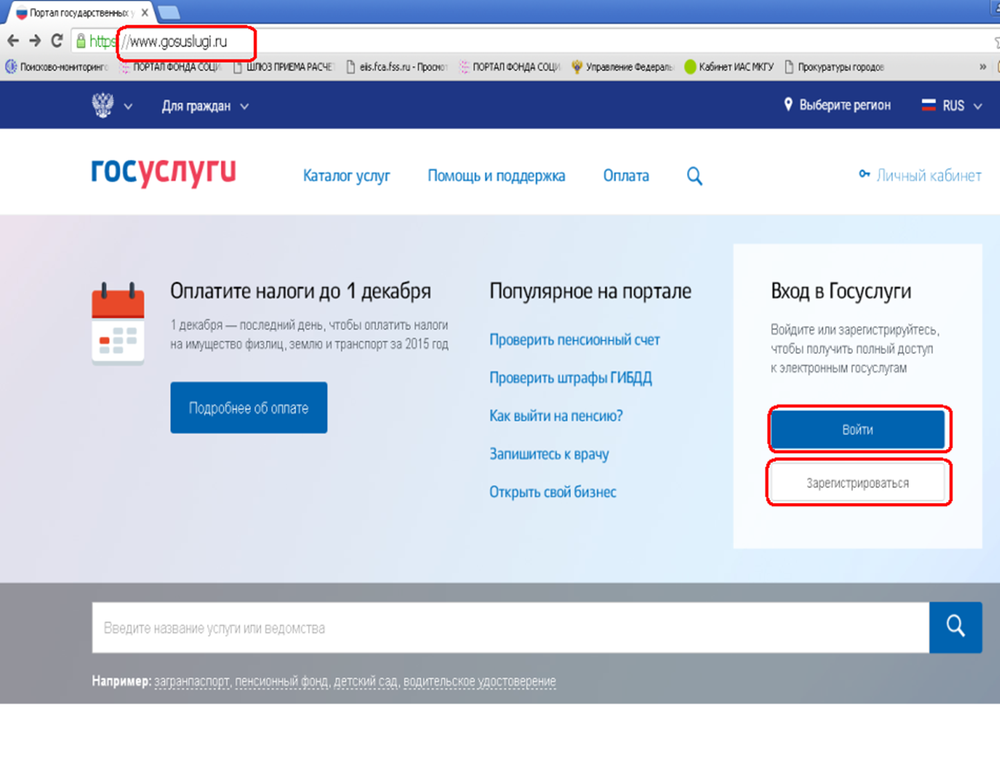 Портал государственных у
https://www.gosuslugi.ru
Поисково-мониторинго ПОРТАЛ ФОНДА СОЦИ ШЛЮЗ ПРИЕМА РАСЧЕТ eiis.fca.fss.ru - Просмот ПОРТАЛ ФОНДА СОЦИ Управление Федераль Кабинет ИАС МКГУ Прокуратуры городов »
Для граждан Выберите регион RUS
госуслуги Каталог услуг Помощь и поддержка Оплата Личный кабинет
Оплатите налоги до 1 декабря
1 декабря — последний день, чтобы оплатить налоги
на имущество физлиц, землю и транспорт за 2015 год
Подробнее об оплате
Популярное на портале
Проверить пенсионный счет
Проверить штрафы ГИБДД
Как выйти на пенсию?
Запишитесь к врачу
Открыть свой бизнес
Вход в Госуслуги
Войдите или зарегистрируйтесь,
чтобы получить полный доступ
к электронным госуслугам
Войти
Зарегистрироваться
Введите название услуги или ведомства
Например: загранпаспорт, пенсионный фонд, детский сад, водительское удостоверение